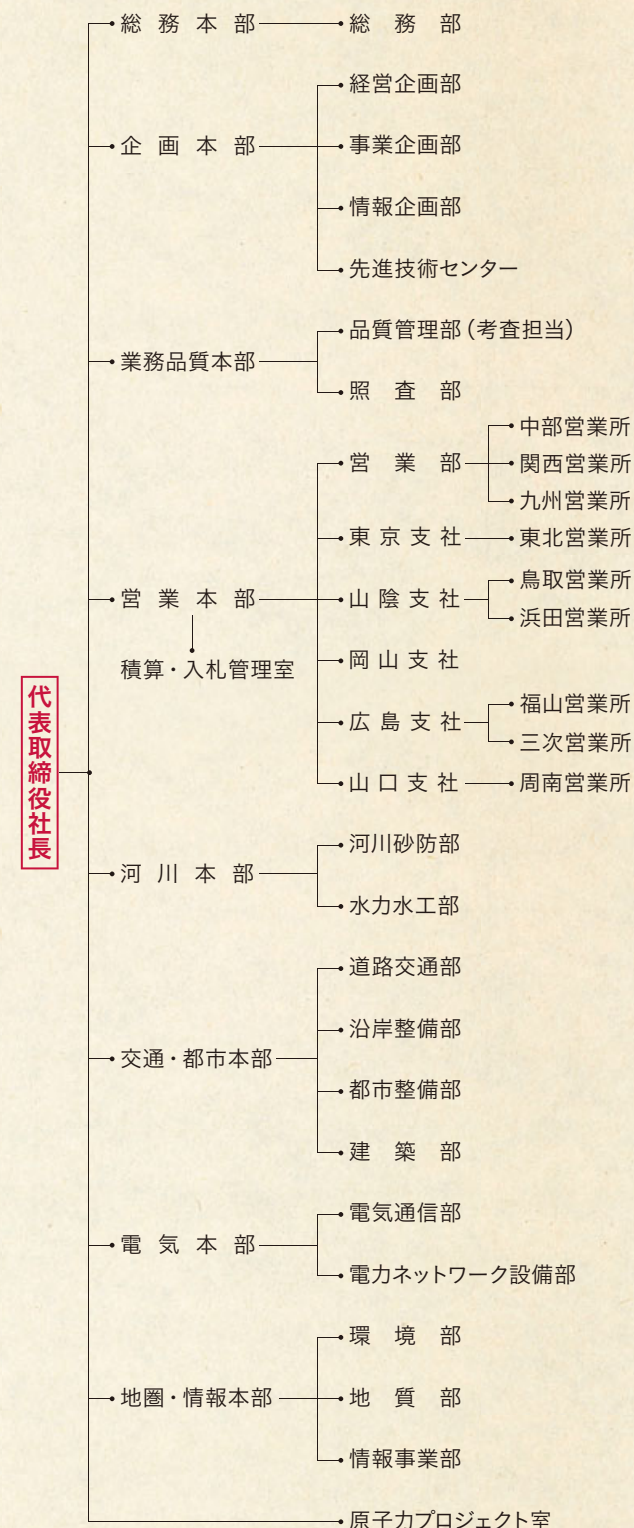 代表取締役社長
総務本部
総務部
企画本部
経営企画部
事業企画部
情報企画部
先進技術センター
業務品質本部
品質管理部（考査担当）
照査部
営業本部
積算・入札管理室
営業部
中部営業所
関西営業所
九州営業所
東京支社
東北営業所
山陰支社
鳥取営業所
浜田営業所
岡山支社
広島支社
福山営業所
三次営業所
山口支社
周南営業所
河川本部
河川砂防部
水力水工部
交通・都市本部
道路交通部
沿岸整備部
都市整備部
建築部
電気本部
電気通信部
電力ネットワーク設備部
地圏・情報本部
環境部
地質部
情報事業部
原子力プロジェクト室